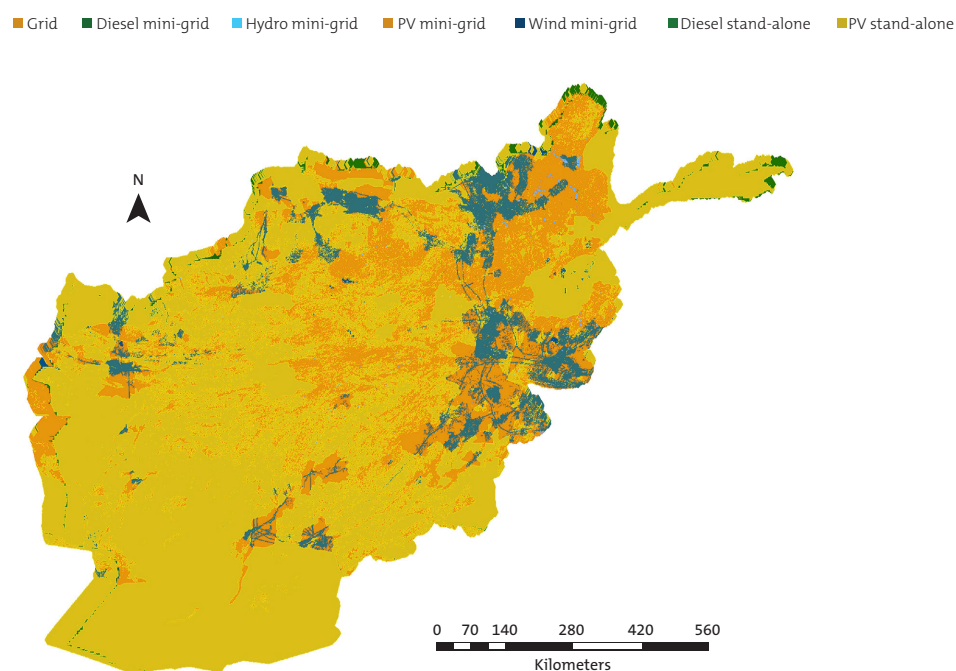 Grid Diesel mini-grid Hydro mini-grid PV mini-grid Wind mini-grid Diesel stand-alone PV stand-alone
N
0 70 140 280 420 560
Kilometers